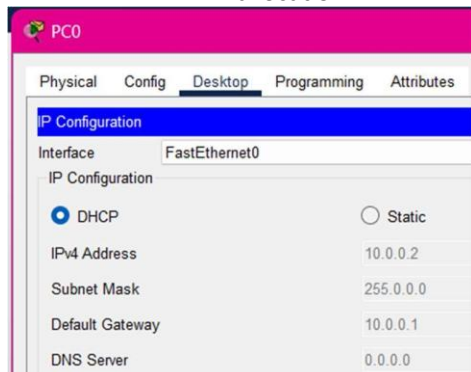 PC0
Physical Config Desktop Programming Attributes
IP Configuration
Interface FastEthernet0
IP Configuration
DHCP Static
IPv4 Address 10.0.0.2
Subnet Mask 255.0.0.0
Default Gateway 10.0.0.1
DNS Server 0.0.0.0